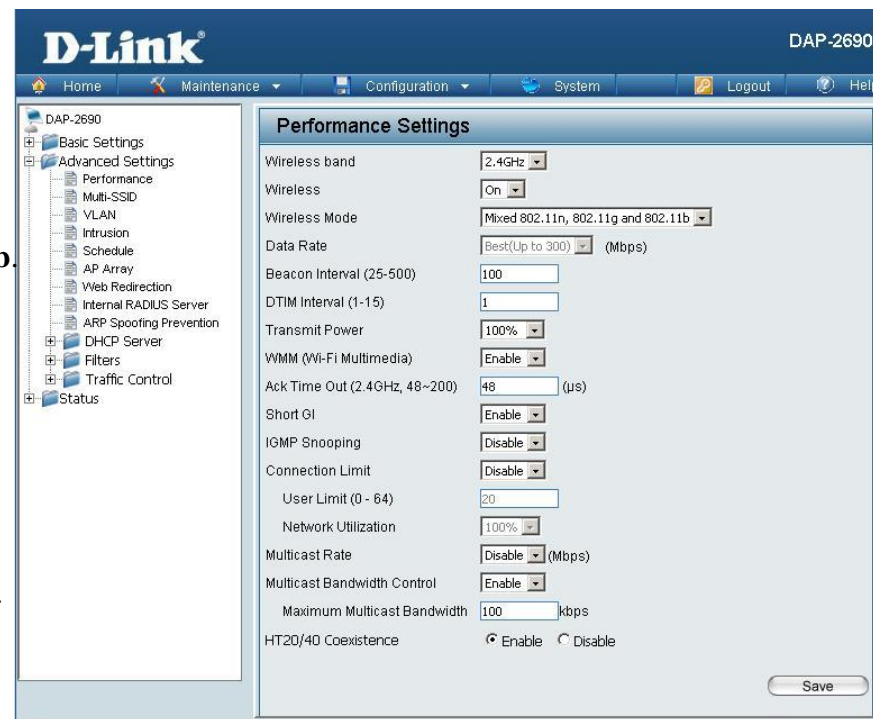 D-Link®
DAP-2690
Home Maintenance Configuration System Logout Help
DAP-2690
Basic Settings
Advanced Settings
Performance
Multi-SSID
VLAN
Intrusion
Schedule
AP Array
Web Redirection
Internal RADIUS Server
ARP Spoofing Prevention
DHCP Server
Filters
Traffic Control
Status
b.
Performance Settings
Wireless band 2.4GHz
Wireless On
Wireless Mode Mixed 802.11n, 802.11g and 802.11b
Data Rate Best(Up to 300) (Mbps)
Beacon Interval (25-500) 100
DTIM Interval (1-15) 1
Transmit Power 100%
WMM (Wi-Fi Multimedia) Enable
Ack Time Out (2.4GHz, 48~200) 48 (μs)
Short GI Enable
IGMP Snooping Disable
Connection Limit Disable
User Limit (0 - 64) 20
Network Utilization 100%
Multicast Rate Disable (Mbps)
Multicast Bandwidth Control Enable
Maximum Multicast Bandwidth 100 kbps
HT20/40 Coexistence Enable Disable
Save